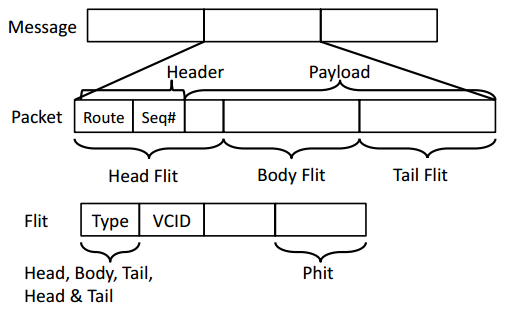 Message
Header
Payload
Packet
Route
Seq#
Head Flit
Body Flit
Tail Flit
Flit
Type
VCID
Head, Body, Tail,
Head & Tail
Phit